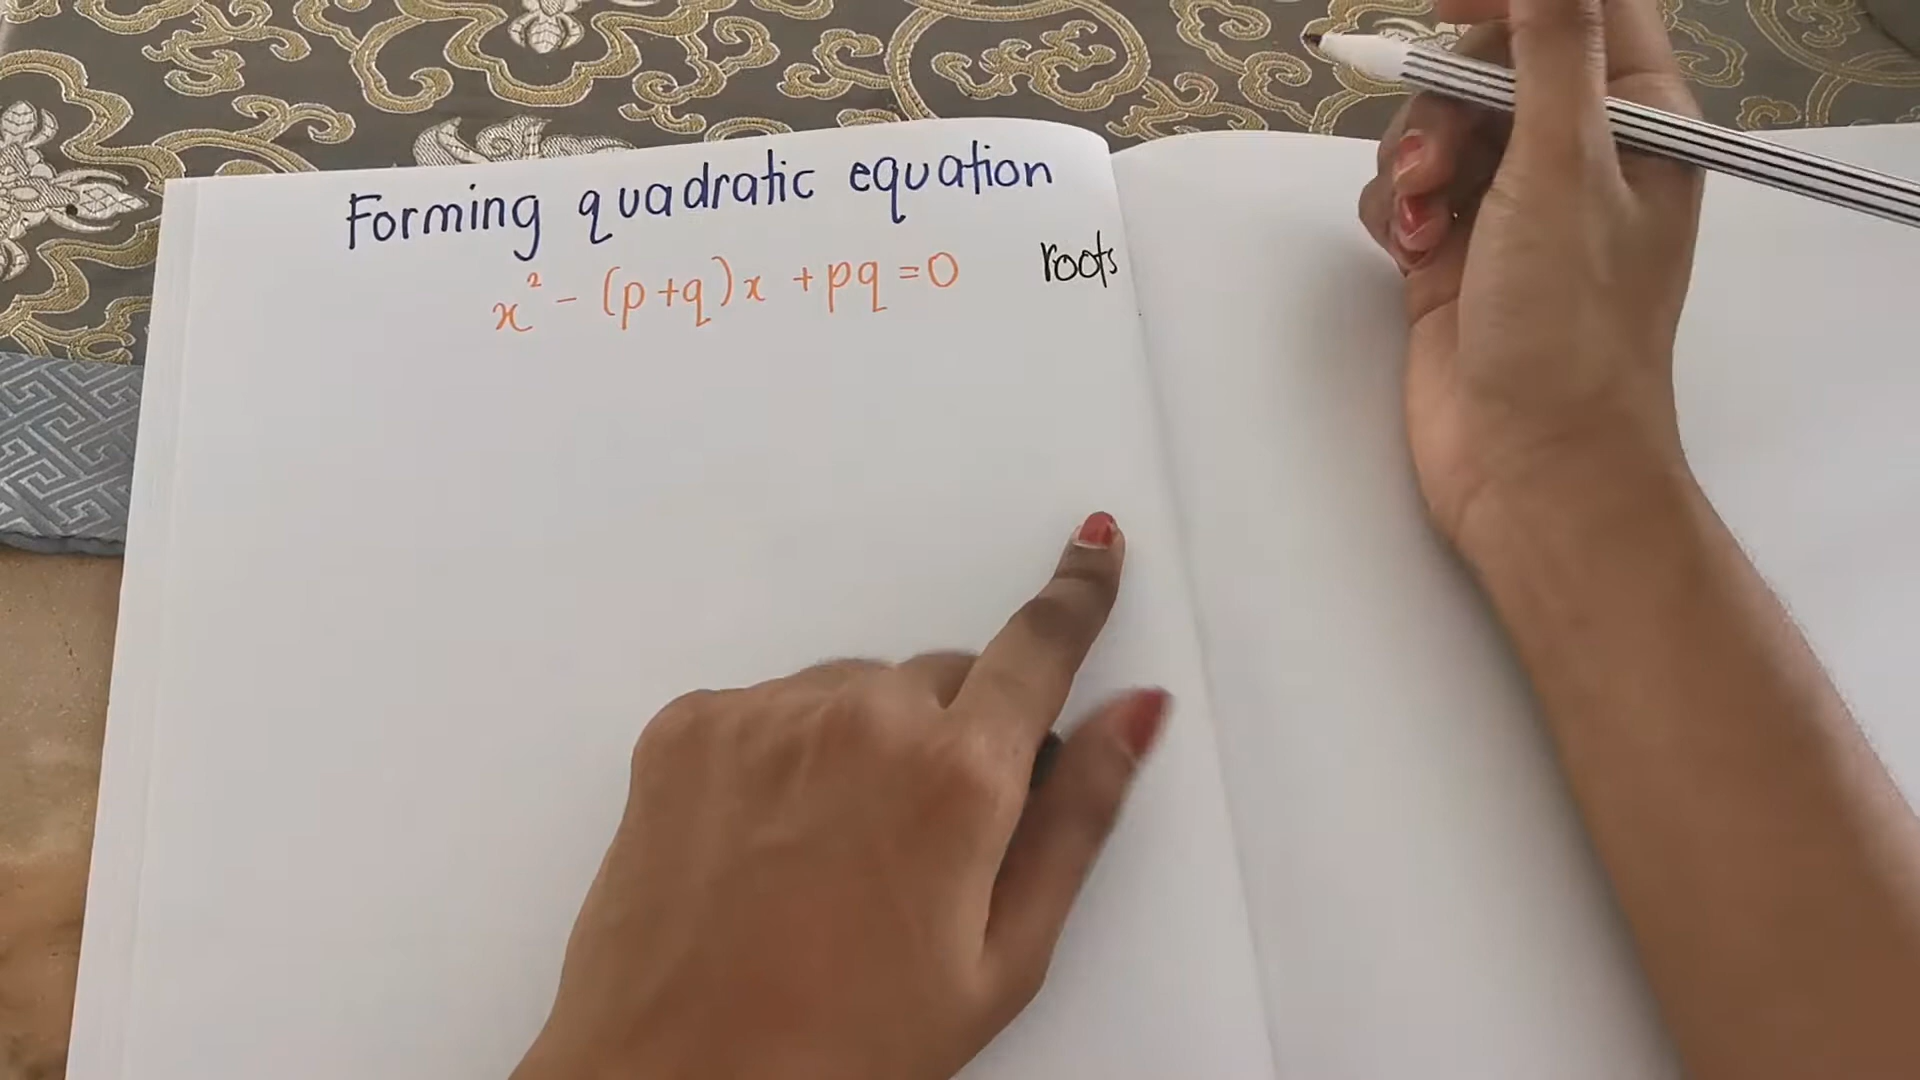 Forming quadratic equation
x² - (p+q)x + pq = 0 roots